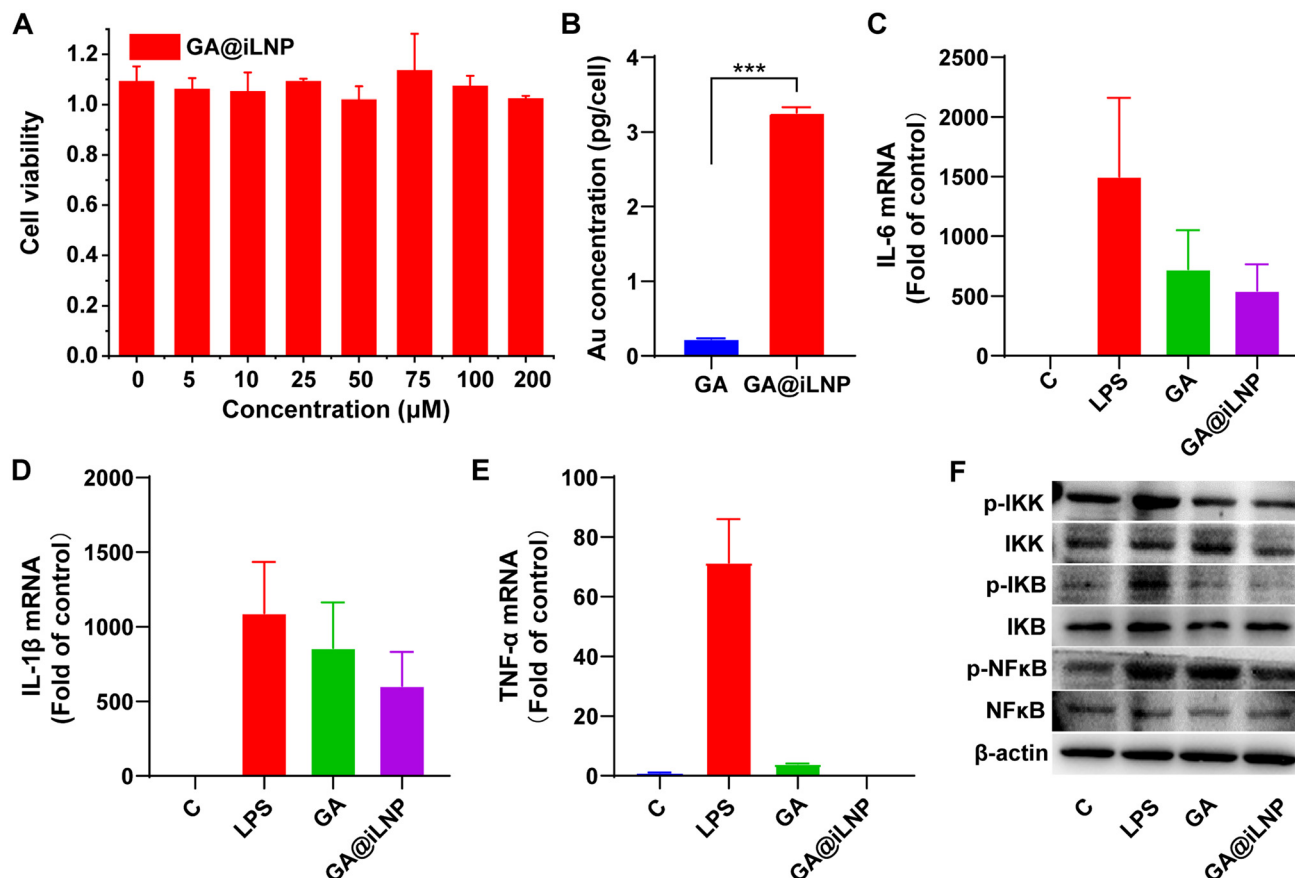 A
GA@iLNP
Cell viability
1.2
1.0
0.8
0.6
0.4
0.2
0.0
0 5 10 25 50 75 100 200
Concentration (μM)
B
Au concentration (pg/cell)
4
3
2
1
0
***
GA GA@iLNP
C
IL-6 mRNA
(Fold of control)
2500
2000
1500
1000
500
0
C LPS GA GA@iLNP
D
IL-1β mRNA
(Fold of control)
2000
1500
1000
500
0
C LPS GA GA@iLNP
E
TNF-α mRNA
(Fold of control)
100
80
60
40
20
0
C LPS GA GA@iLNP
F
p-IKK
IKK
p-IKB
IKB
p-NFκB
NFκB
β-actin
C LPS GA GA@iLNP